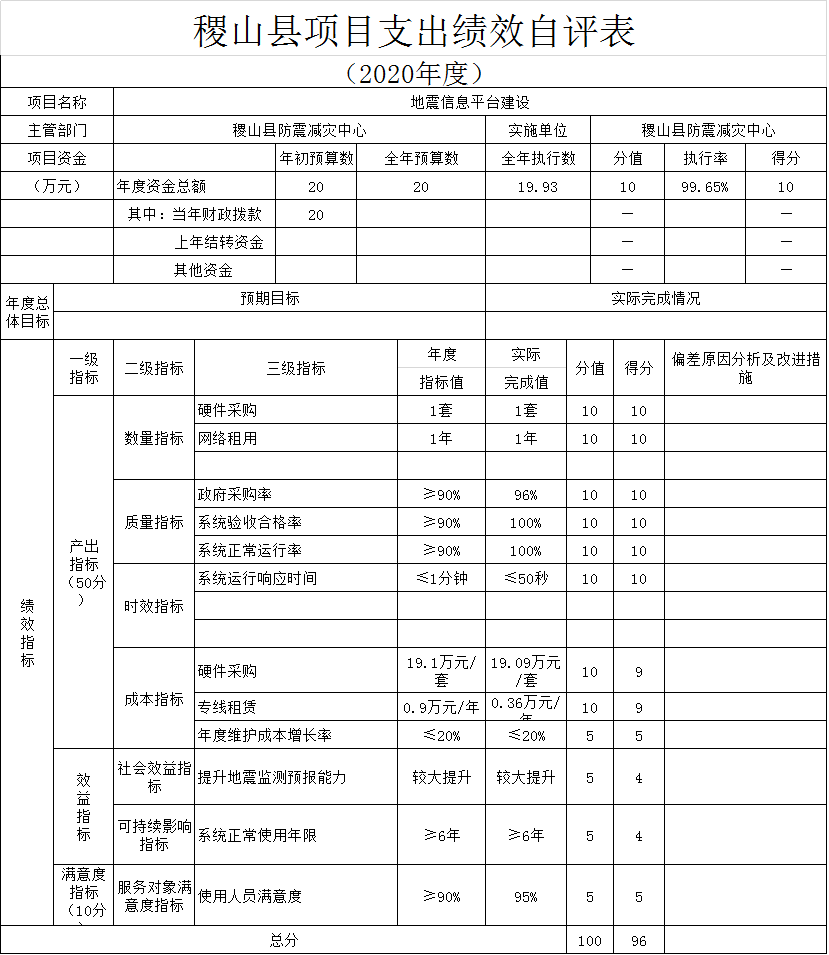 稷山县项目支出绩效自评表
（2020年度）
项目名称 地震信息平台建设
主管部门 稷山县防震减灾中心 实施单位 稷山县防震减灾中心
项目资金 年初预算数 全年预算数 全年执行数 分值 执行率 得分
（万元） 年度资金总额 20 20 19.93 10 99.65% 10
其中：当年财政拨款 20 — —
上年结转资金 — —
其他资金 — —
年度总
体目标
预期目标 实际完成情况
绩
效
指
标
一级
指标
二级指标 三级指标
年度
指标值
实际
完成值
分值 得分
偏差原因分析及改进措
施
产出
指标
（50分
）
数量指标
硬件采购 1套 1套 10 10
网络租用 1年 1年 10 10
质量指标
政府采购率 ≥90% 96% 10 10
系统验收合格率 ≥90% 100% 10 10
系统正常运行率 ≥90% 100% 10 10
时效指标
系统运行响应时间 ≤1分钟 ≤50秒 10 10
成本指标
硬件采购
19.1万元/
套
19.09万元
/套
10 9
专线租赁 0.9万元/年
0.36万元/
年
10 9
年度维护成本增长率 ≤20% ≤20% 5 5
效
益
指
标
社会效益指
标
提升地震监测预报能力 较大提升 较大提升 5 4
可持续影响
指标
系统正常使用年限 ≥6年 ≥6年 5 4
满意度
指标
（10分
）
服务对象满
意度指标
使用人员满意度 ≥90% 95% 5 5
总分 100 96